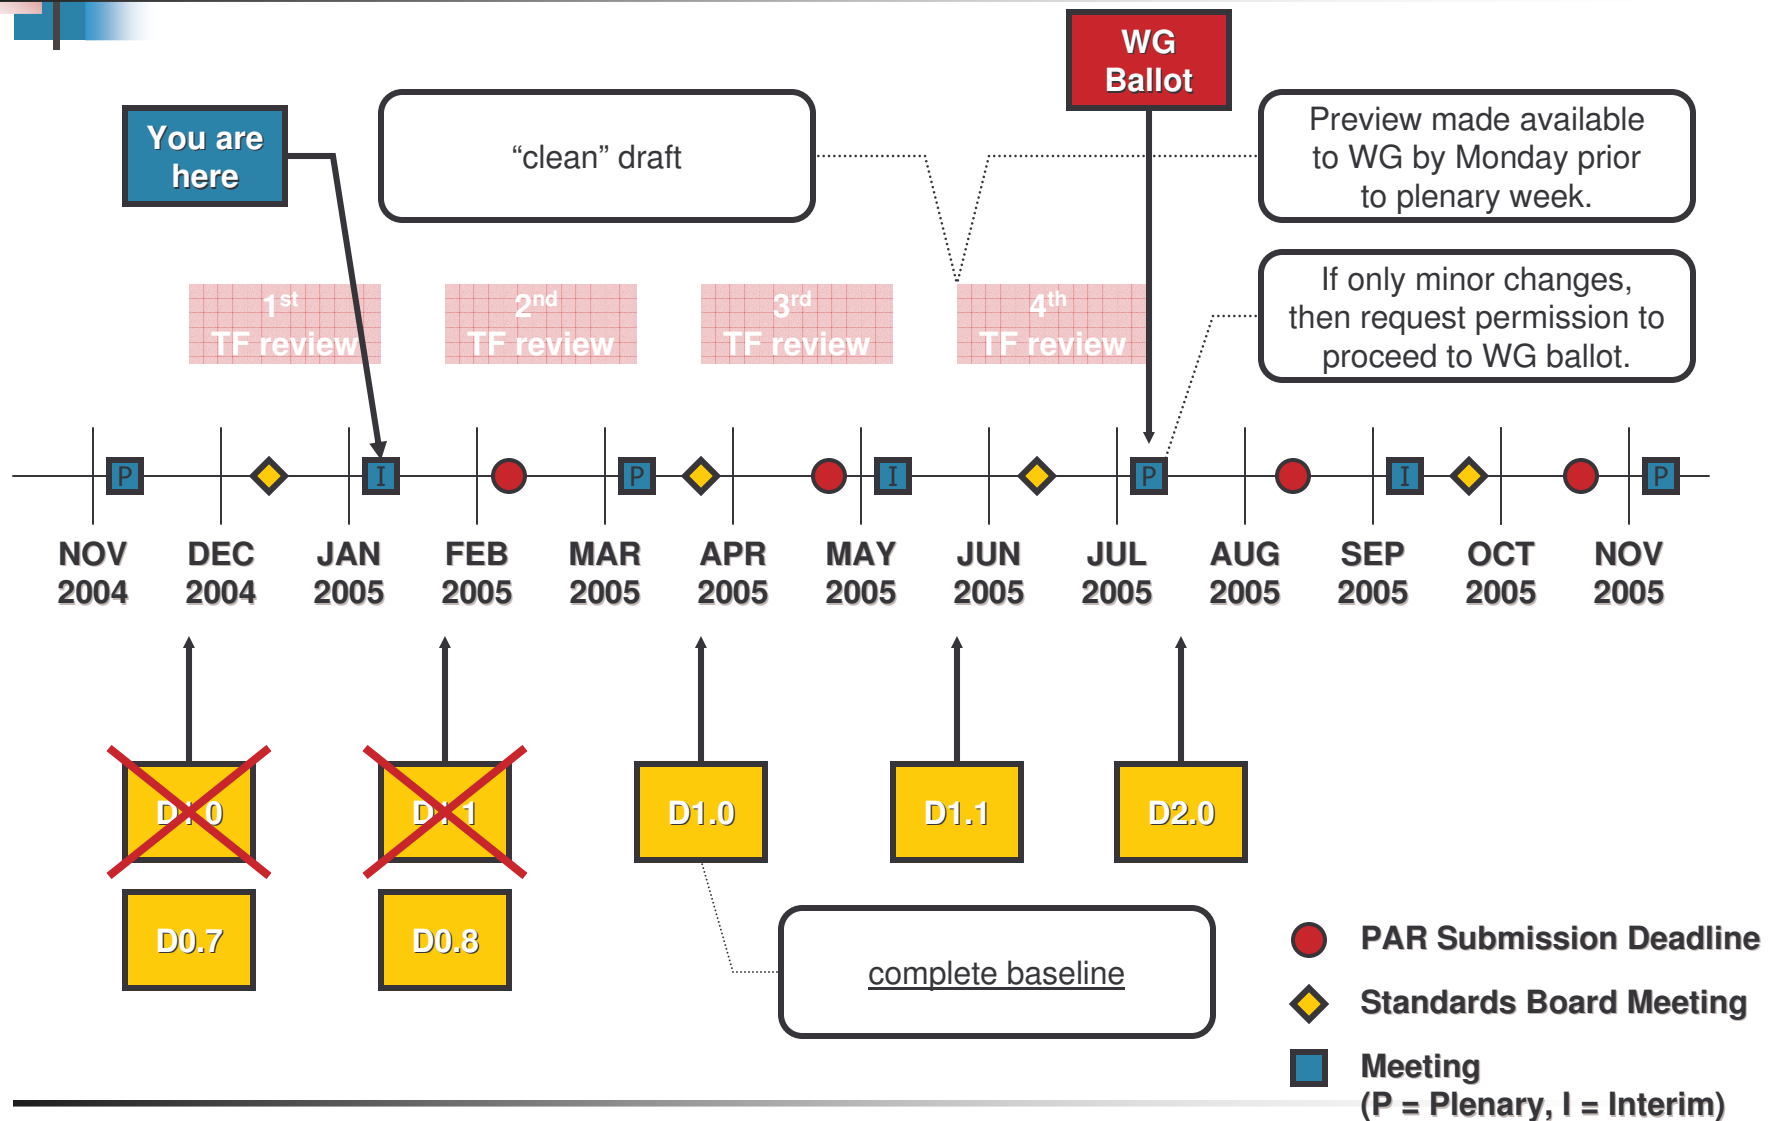 WG
Ballot
You are
here
“clean” draft
Preview made available
to WG by Monday prior
to plenary week.
If only minor changes,
then request permission to
proceed to WG ballot.
1st
TF review
2nd
TF review
3rd
TF review
4th
TF review
P
I
P
I
P
I
P
NOV
2004
DEC
2004
JAN
2005
FEB
2005
MAR
2005
APR
2005
MAY
2005
JUN
2005
JUL
2005
AUG
2005
SEP
2005
OCT
2005
NOV
2005
D1.0
D1.1
D1.0
D1.1
D2.0
D0.7
D0.8
complete baseline
PAR Submission Deadline
Standards Board Meeting
Meeting
(P = Plenary, I = Interim)